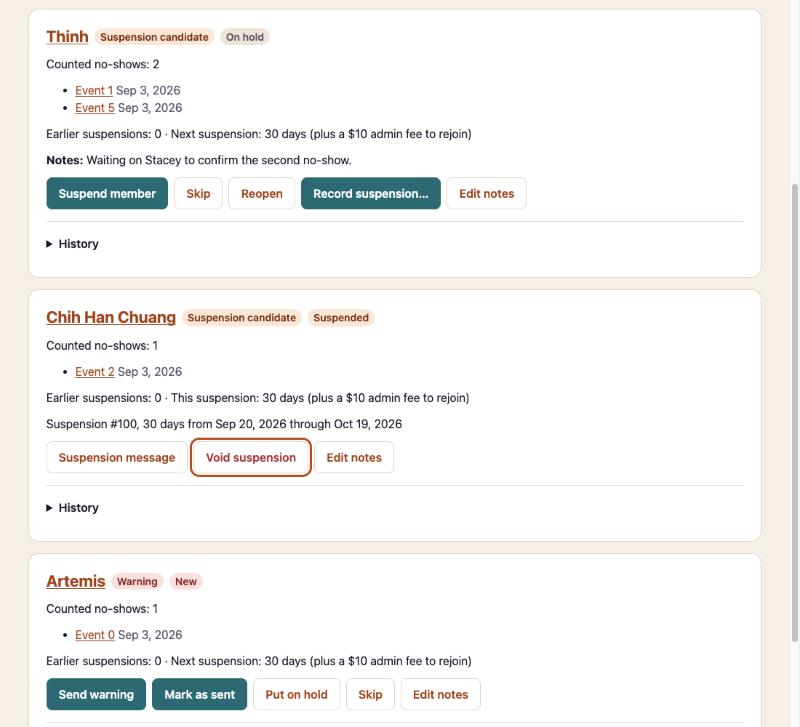 Thinh Suspension candidate On hold
Counted no-shows: 2
• Event 1 Sep 3, 2026
• Event 5 Sep 3, 2026
Earlier suspensions: 0 · Next suspension: 30 days (plus a $10 admin fee to rejoin)
Notes: Waiting on Stacey to confirm the second no-show.
Suspend member Skip Reopen Record suspension... Edit notes
▶ History
Chih Han Chuang Suspension candidate Suspended
Counted no-shows: 1
• Event 2 Sep 3, 2026
Earlier suspensions: 0 · This suspension: 30 days (plus a $10 admin fee to rejoin)
Suspension #100, 30 days from Sep 20, 2026 through Oct 19, 2026
Suspension message Void suspension Edit notes
▶ History
Artemis Warning New
Counted no-shows: 1
• Event 0 Sep 3, 2026
Earlier suspensions: 0 · Next suspension: 30 days (plus a $10 admin fee to rejoin)
Send warning Mark as sent Put on hold Skip Edit notes